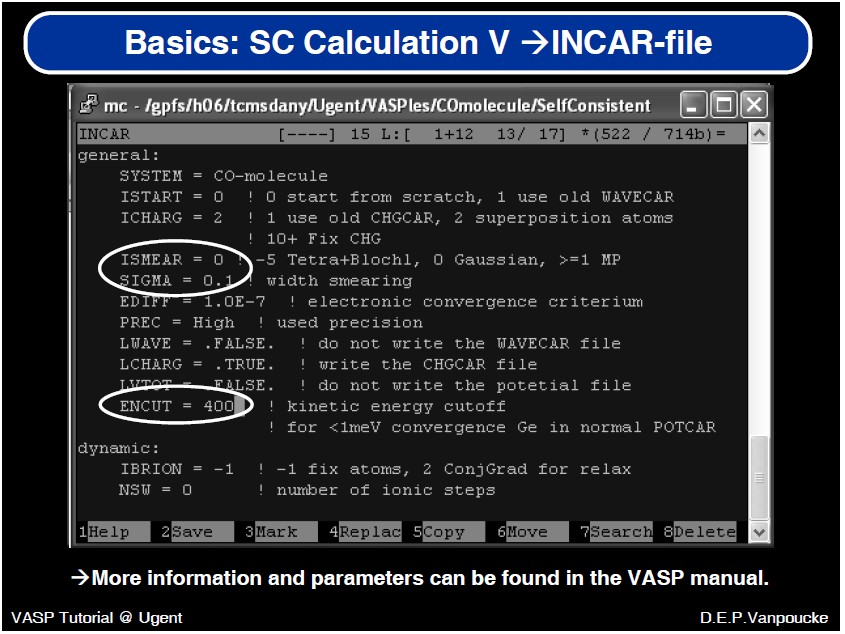 Basics: SC Calculation V →INCAR-file
mc - /gpfs/h06/tcmsdany/Ugent/VASPles/COmolecule/SelfConsistent
INCAR [----] 15 L:[ 1+12 13/ 17] *(522 / 714b)=
general:
SYSTEM = CO-molecule
ISTART = 0 ! 0 start from scratch, 1 use old WAVECAR
ICHARG = 2 ! 1 use old CHGCAR, 2 superposition atoms
! 10+ Fix CHG
ISMEAR = 0 ! -5 Tetra+Blochl, 0 Gaussian, >=1 MP
SIGMA = 0.1 ! width smearing
EDIFF = 1.0E-7 ! electronic convergence criterium
PREC = High ! used precision
LWAVE = .FALSE. ! do not write the WAVECAR file
LCHARG = .TRUE. ! write the CHGCAR file
LVTOT = .FALSE. ! do not write the potetial file
ENCUT = 400 ! kinetic energy cutoff
! for <1meV convergence Ge in normal POTCAR
dynamic:
IBRION = -1 ! -1 fix atoms, 2 ConjGrad for relax
NSW = 0 ! number of ionic steps
1Help 2Save 3Mark 4Replac 5Copy 6Move 7Search 8Delete
→More information and parameters can be found in the VASP manual.
VASP Tutorial @ Ugent
D.E.P.Vanpoucke